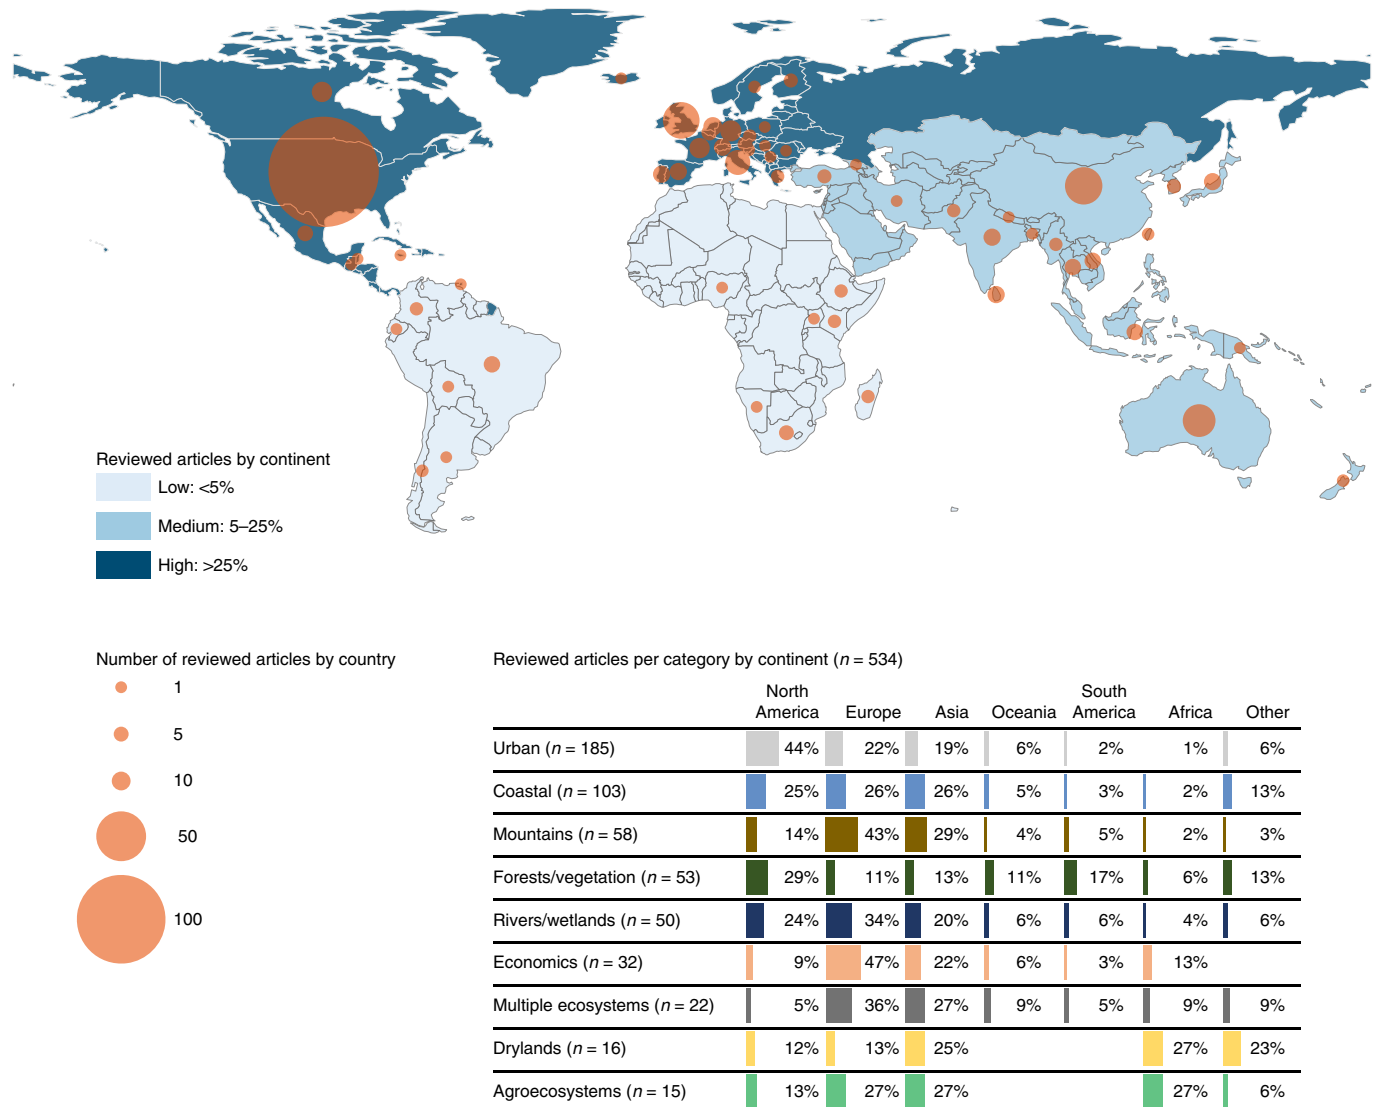 Reviewed articles by continent
Low: <5%
Medium: 5–25%
High: >25%
Number of reviewed articles by country
1
5
10
50
100
Reviewed articles per category by continent (n = 534)
North America Europe Asia Oceania South America Africa Other
Urban (n = 185) 44% 22% 19% 6% 2% 1% 6%
Coastal (n = 103) 25% 26% 26% 5% 3% 2% 13%
Mountains (n = 58) 14% 43% 29% 4% 5% 2% 3%
Forests/vegetation (n = 53) 29% 11% 13% 11% 17% 6% 13%
Rivers/wetlands (n = 50) 24% 34% 20% 6% 6% 4% 6%
Economics (n = 32) 9% 47% 22% 6% 3% 13%
Multiple ecosystems (n = 22) 5% 36% 27% 9% 5% 9% 9%
Drylands (n = 16) 12% 13% 25% 27% 23%
Agroecosystems (n = 15) 13% 27% 27% 27% 6%